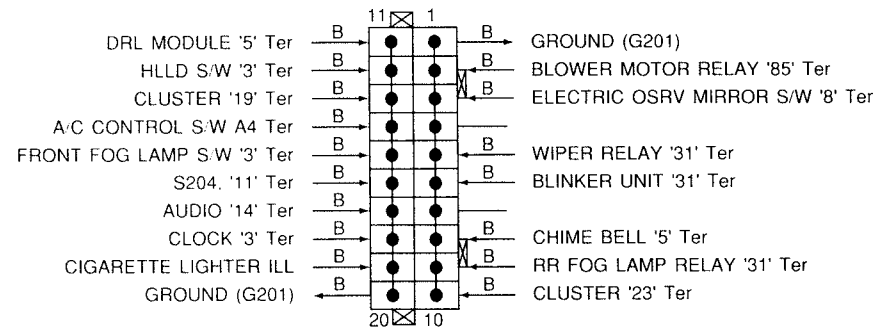 11 1
DRL MODULE '5' Ter B B GROUND (G201)
HLLD S/W '3' Ter B B BLOWER MOTOR RELAY '85' Ter
CLUSTER '19' Ter B B ELECTRIC OSRV MIRROR S/W '8' Ter
A/C CONTROL S/W A4 Ter B
FRONT FOG LAMP S/W '3' Ter B B WIPER RELAY '31' Ter
S204, '11' Ter B B BLINKER UNIT '31' Ter
AUDIO '14' Ter B
CLOCK '3' Ter B B CHIME BELL '5' Ter
CIGARETTE LIGHTER ILL B B RR FOG LAMP RELAY '31' Ter
GROUND (G201) B B CLUSTER '23' Ter
20 10